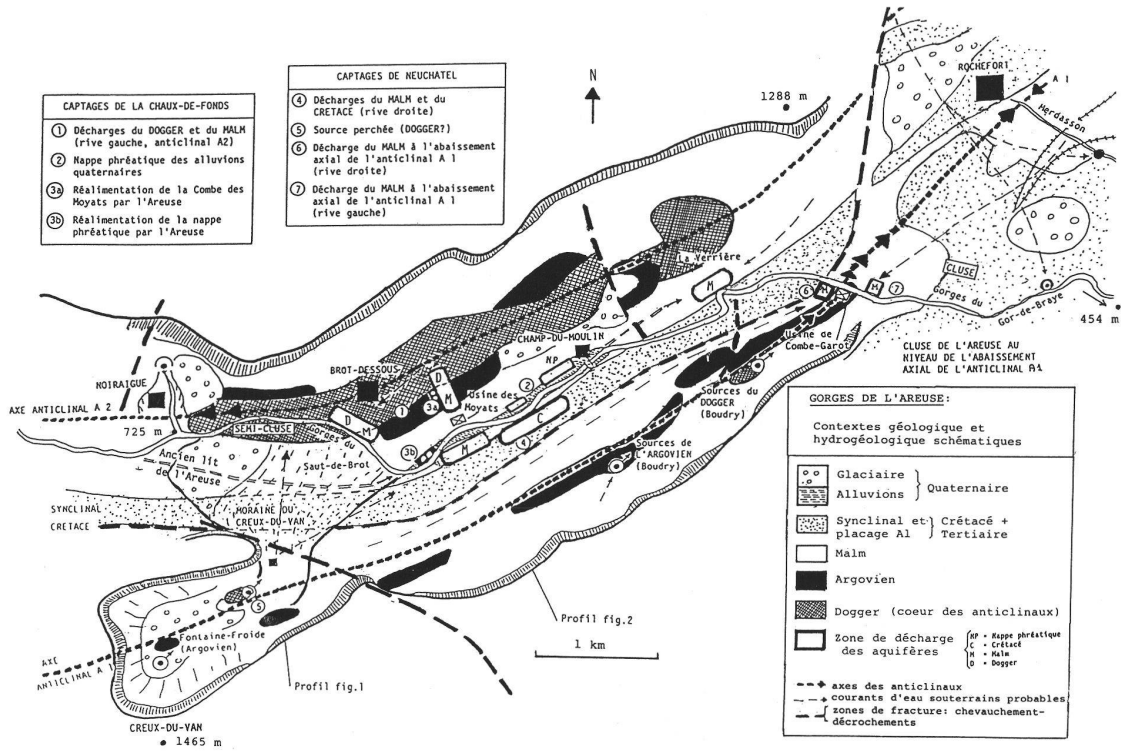 CAPTAGES DE LA CHAUX-DE-FONDS
1 Décharges du DOGGER et du MALM
(rive gauche, anticlinal A2)
2 Nappe phréatique des alluvions
quaternaires
3a Réalimentation de la Combe des
Moyats par l'Areuse
3b Réalimentation de la nappe
phréatique par l'Areuse
CAPTAGES DE NEUCHATEL
4 Décharges du MALM et du
CRETACE (rive droite)
5 Source perchée (DOGGER?)
6 Décharge du MALM à l'abaissement
axial de l'anticlinal A 1
(rive droite)
7 Décharge du MALM à l'abaissement
axial de l'anticlinal A 1
(rive gauche)
N
1288 m
ROCHEFORT
A 1
Merdasson
La Verrière
M
6
M
M
7
CLUSE
Gorges du
Gor-de-Braye
454 m
CHAMP-DU-MOULIN
Usine de
Combe-Garot
CLUSE DE L'AREUSE AU
NIVEAU DE L'ABAISSEMENT
AXIAL DE L'ANTICLINAL A1
NOIRAIGUE
BROT-DESSOUS
D
M
NP
1
3a
2
Usine des
Moyats
Sources du
DOGGER
(Boudry)
AXE ANTICLINAL A 2
725 m
SEMI-CLUSE
Gorges du
D
M
C
4
M
3b
Sources de
L'ARGOVIEN
(Boudry)
Ancien lit
de l'Areuse
Saut-de-Brot
SYNCLINAL
CRETACE
MORAINE DU
CREUX-DU-VAN
5
Fontaine-Froide
(Argovien)
AXE
ANTICLINAL A 1
Profil fig.1
Profil fig.2
1 km
CREUX-DU-VAN
1465 m
GORGES DE L'AREUSE:
Contextes géologique et
hydrogéologique schématiques
Glaciaire
Alluvions
Quaternaire
Synclinal et
placage Al
Crétacé +
Tertiaire
Malm
Argovien
Dogger (coeur des anticlinaux)
Zone de décharge
des aquifères
NP = Nappe phréatique
C = Crétacé
M = Malm
D = Dogger
axes des anticlinaux
courants d'eau souterrains probables
zones de fracture: chevauchement-
décrochements